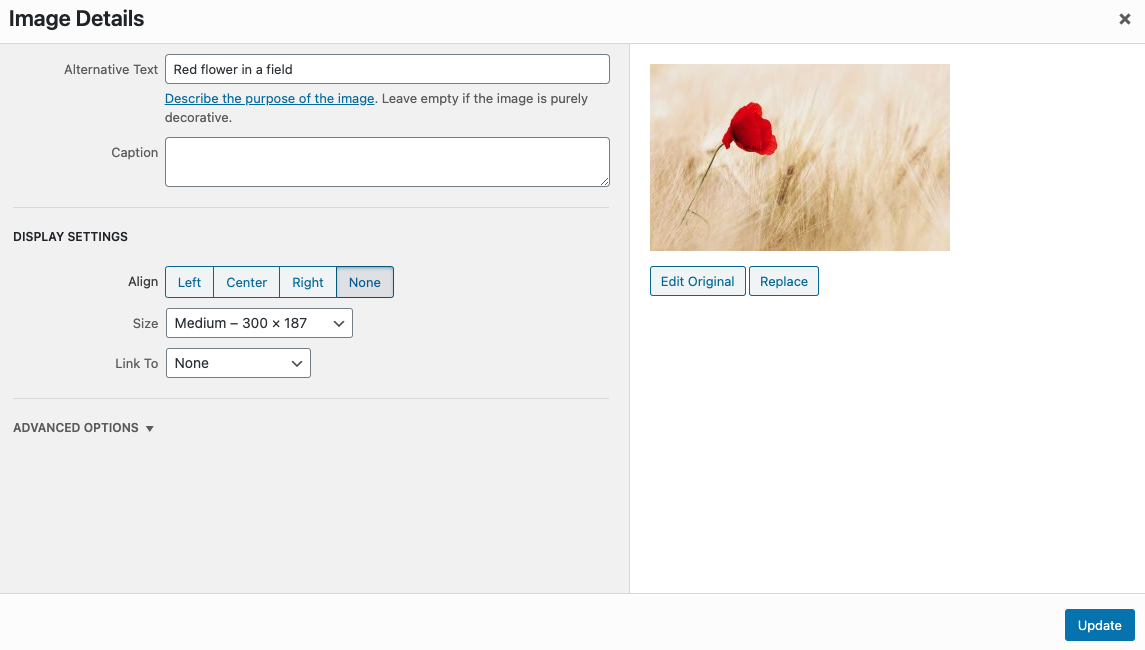 Image Details
Alternative Text
Red flower in a field
Describe the purpose of the image. Leave empty if the image is purely
decorative.
Caption
DISPLAY SETTINGS
Align
Left
Center
Right
None
Size
Medium – 300 × 187
Link To
None
ADVANCED OPTIONS
Edit Original
Replace
Update